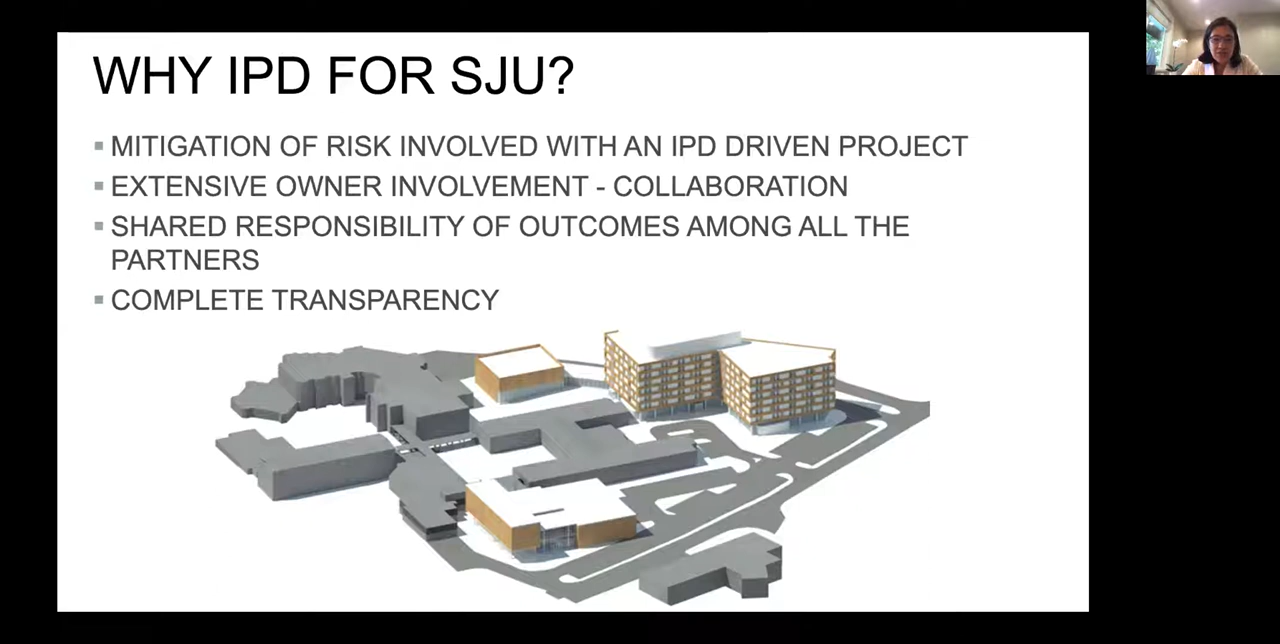 WHY IPD FOR SJU?
▪ MITIGATION OF RISK INVOLVED WITH AN IPD DRIVEN PROJECT
▪ EXTENSIVE OWNER INVOLVEMENT - COLLABORATION
▪ SHARED RESPONSIBILITY OF OUTCOMES AMONG ALL THE
PARTNERS
▪ COMPLETE TRANSPARENCY